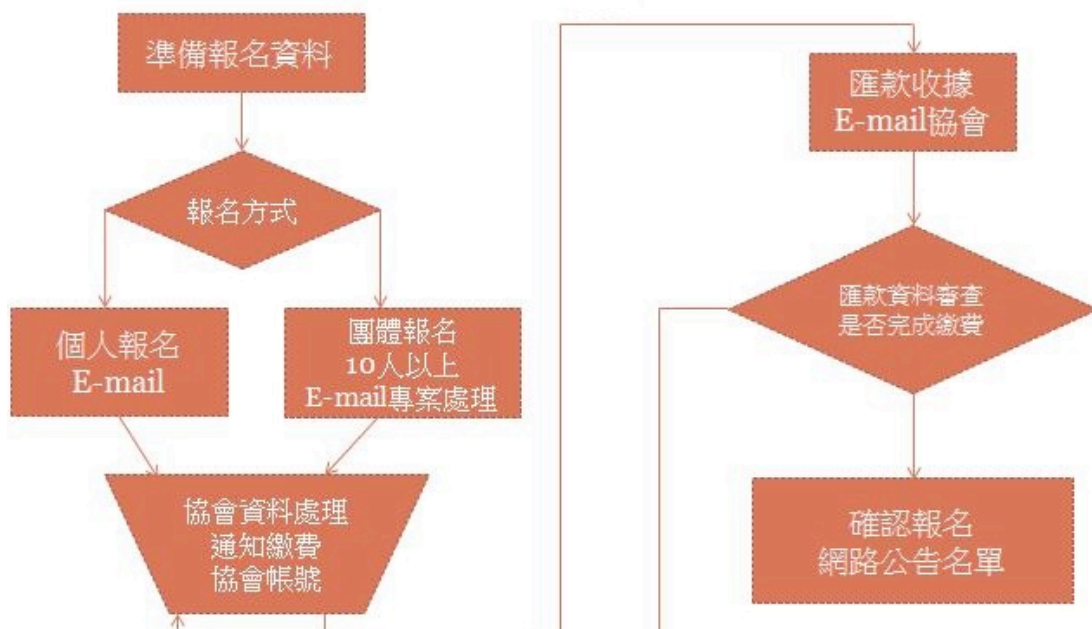 準備報名資料
報名方式
個人報名
E-mail
團體報名
10人以上
E-mail專案處理
協會資料處理
通知繳費
協會帳號
匯款收據
E-mail協會
匯款資料審查
是否完成繳費
確認報名
網路公告名單